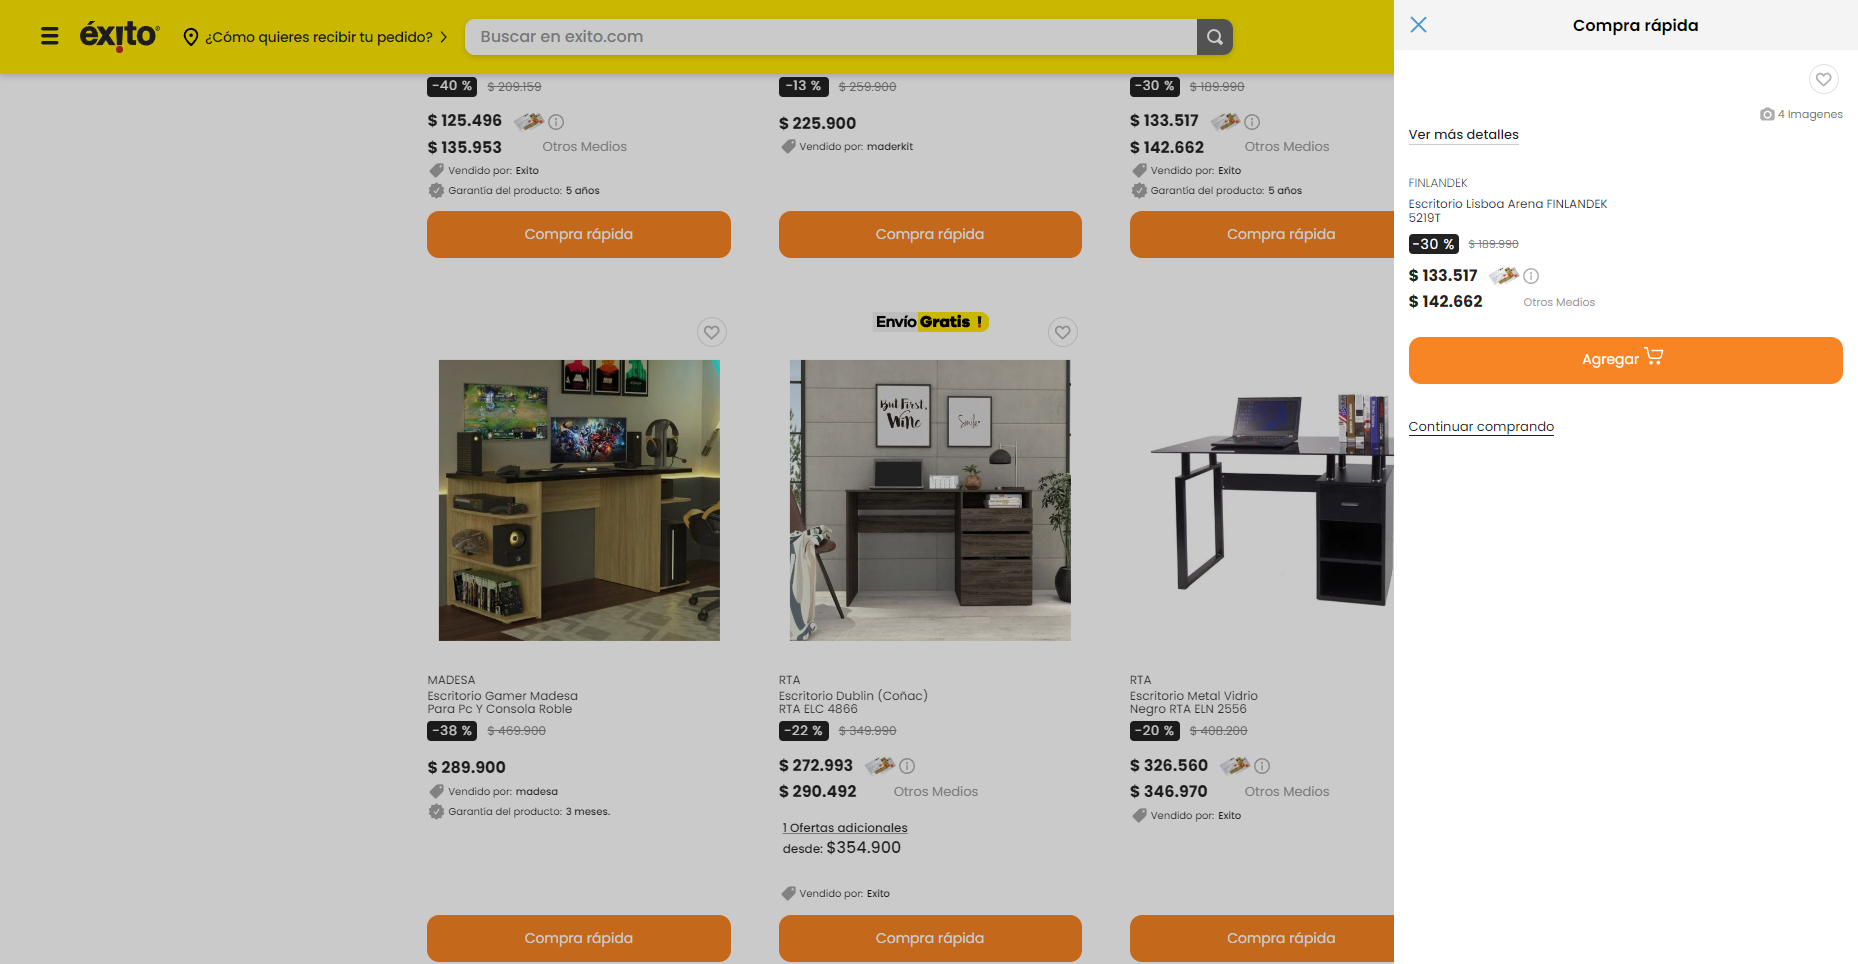 éxito
¿Cómo quieres recibir tu pedido?
Buscar en exito.com
-40 % $ 209.159
$ 125.496
$ 135.953 Otros Medios
Vendido por: Exito
Garantía del producto: 5 años
Compra rápida
-13 % $ 259.900
$ 225.900
Vendido por: maderkit
Compra rápida
-30 % $ 189.990
$ 133.517
$ 142.662 Otros Medios
Vendido por: Exito
Garantía del producto: 5 años
Compra rápida
MADESA
Escritorio Gamer Madesa
Para Pc Y Consola Roble
-38 % $ 469.900
$ 289.900
Vendido por: madesa
Garantía del producto: 3 meses.
Compra rápida
Envío Gratis !
But First,
Wine
Smile
RTA
Escritorio Dublin (Coñac)
RTA ELC 4866
-22 % $ 349.990
$ 272.993
$ 290.492 Otros Medios
1 Ofertas adicionales
desde: $354.900
Vendido por: Exito
Compra rápida
RTA
Escritorio Metal Vidrio
Negro RTA ELN 2556
-20 % $ 408.200
$ 326.560
$ 346.970 Otros Medios
Vendido por: Exito
Compra rápida
Compra rápida
4 Imagenes
Ver más detalles
FINLANDEK
Escritorio Lisboa Arena FINLANDEK
5219T
-30 % $ 189.990
$ 133.517
$ 142.662 Otros Medios
Agregar
Continuar comprando